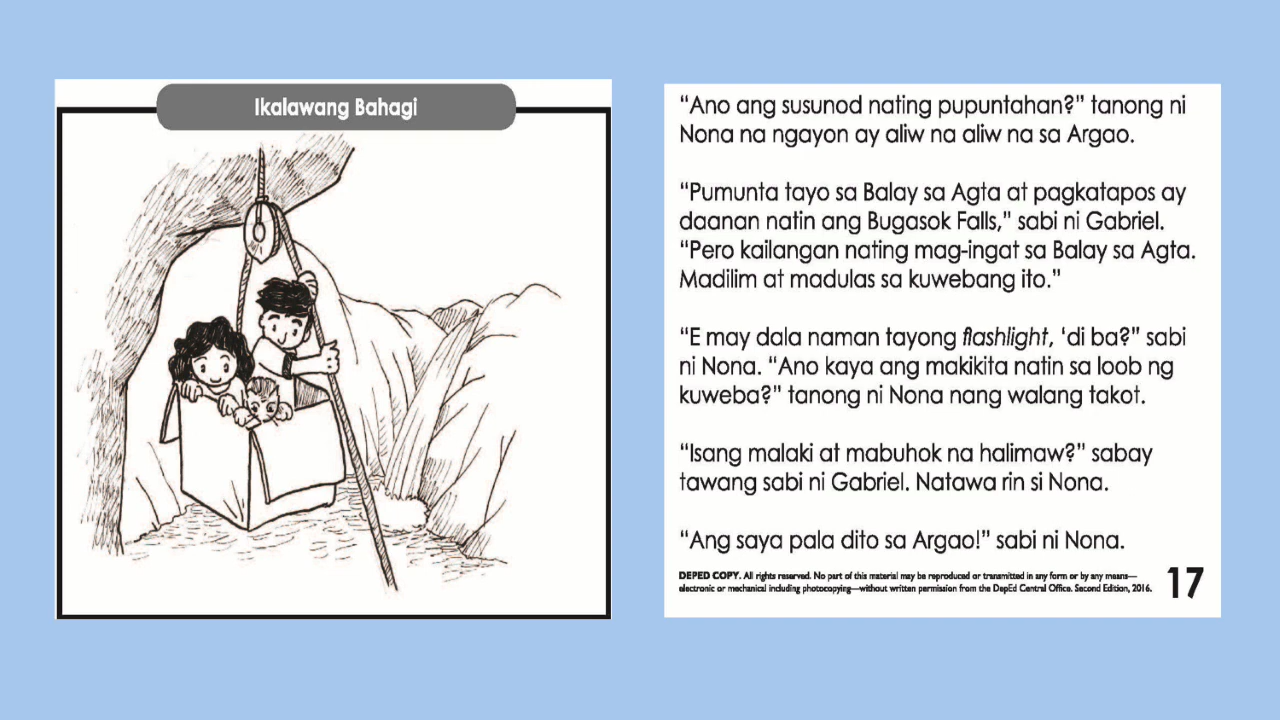 Ikalawang Bahagi
“Ano ang susunod nating pupuntahan?” tanong ni
Nona na ngayon ay aliw na aliw na sa Argao.
“Pumunta tayo sa Balay sa Agta at pagkatapos ay
daanan natin ang Bugasok Falls,” sabi ni Gabriel.
“Pero kailangan nating mag-ingat sa Balay sa Agta.
Madilim at madulas sa kuwebang ito.”
“E may dala naman tayong flashlight, ‘di ba?” sabi
ni Nona. “Ano kaya ang makikita natin sa loob ng
kuweba?” tanong ni Nona nang walang takot.
“Isang malaki at mabuhok na halimaw?” sabay
tawang sabi ni Gabriel. Natawa rin si Nona.
“Ang saya pala dito sa Argao!” sabi ni Nona.
DEPED COPY. All rights reserved. No part of this material may be reproduced or transmitted in any form or by any means—
electronic or mechanical including photocopying—without written permission from the DepEd Central Office. Second Edition, 2016.
17